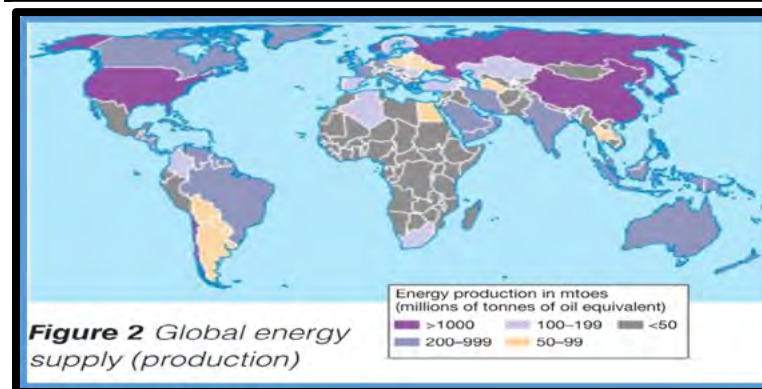 Energy production in mtoes
(millions of tonnes of oil equivalent)
>1000 100–199 <50
200–999 50–99
Figure 2 Global energy
supply (production)